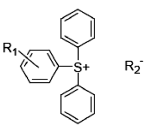 R₁
S⁺ R₂⁻